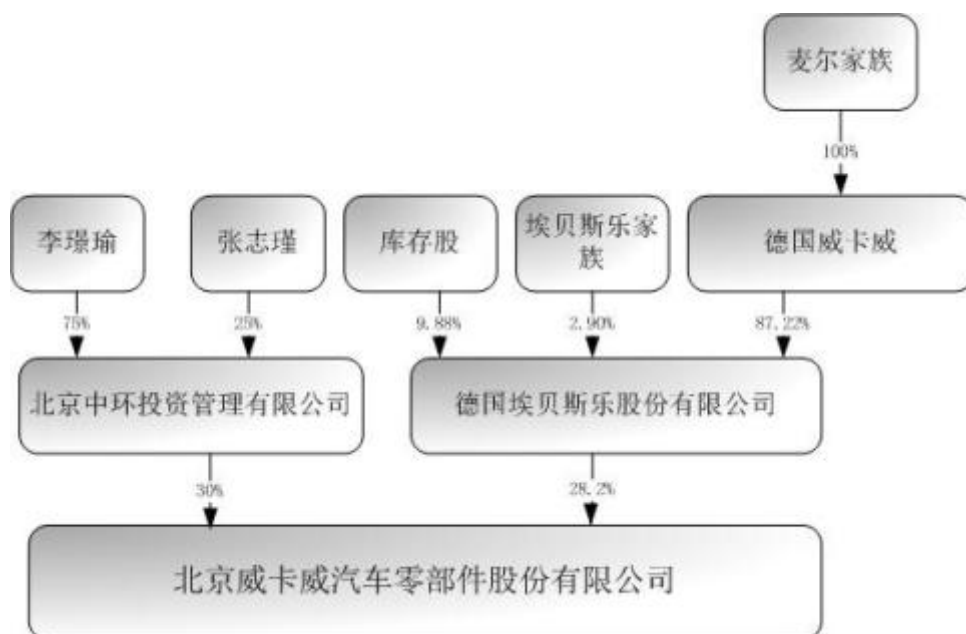 麦尔家族
100%
李璟瑜
张志瑾
库存股
埃贝斯乐家
族
德国威卡威
75%
25%
9.88%
2.90%
87.22%
北京中环投资管理有限公司
德国埃贝斯乐股份有限公司
30%
28.2%
北京威卡威汽车零部件股份有限公司